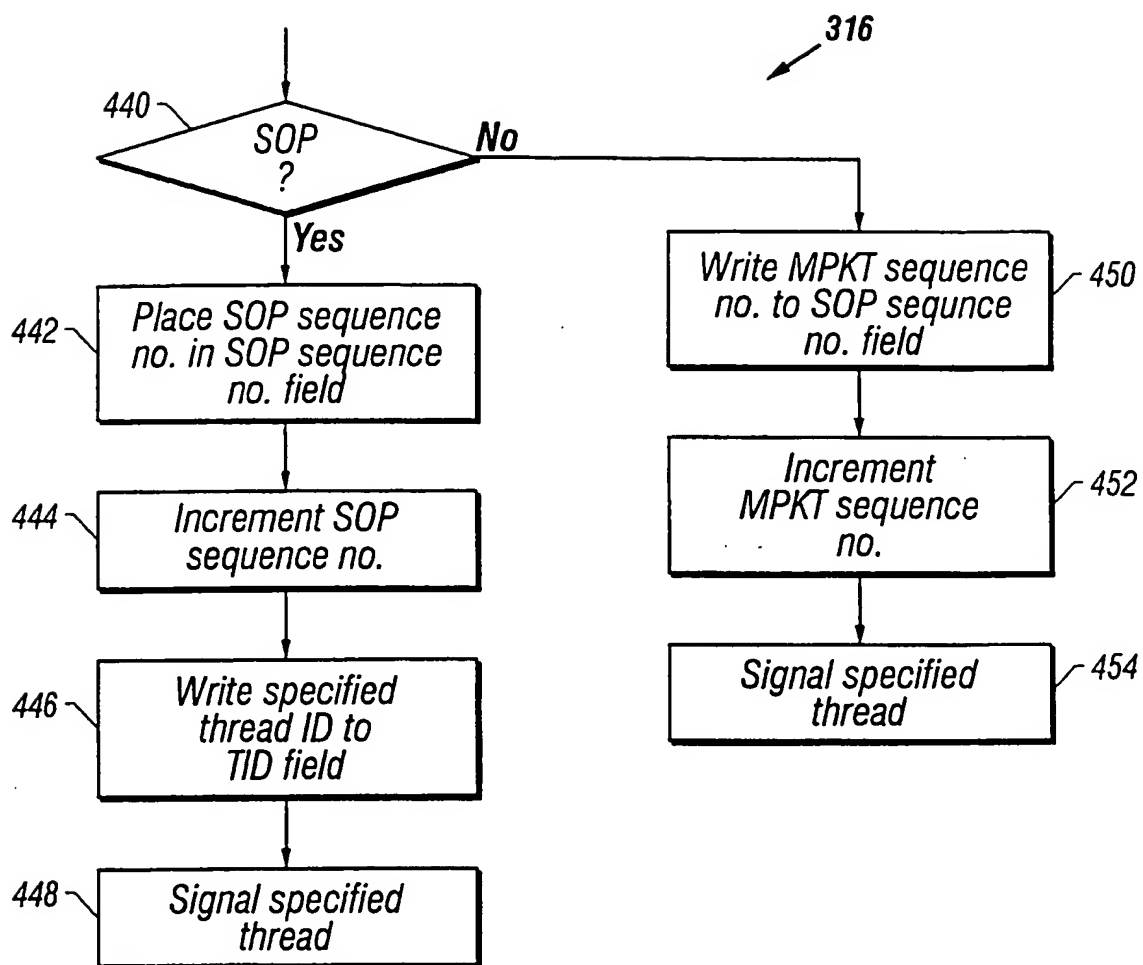 316
440
SOP
?
No
Yes
442
Place SOP sequence
no. in SOP sequence
no. field
444
Increment SOP
sequence no.
446
Write specified
thread ID to
TID field
448
Signal specified
thread
Write MPKT sequence
no. to SOP sequnce
no. field
450
Increment
MPKT sequence
no.
452
Signal specified
thread
454